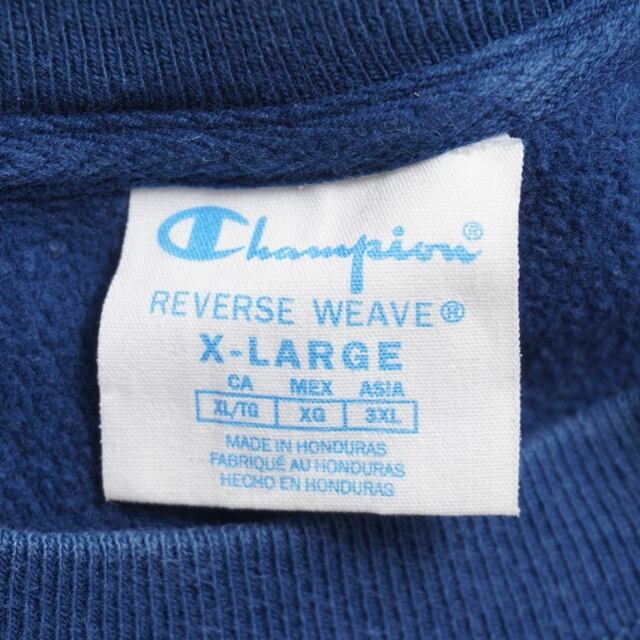 Champion®
REVERSE WEAVE®
X-LARGE
CA MEX ASIA
XL/TG XG 3XL
MADE IN HONDURAS
FABRIQUÉ AU HONDURAS
HECHO EN HONDURAS